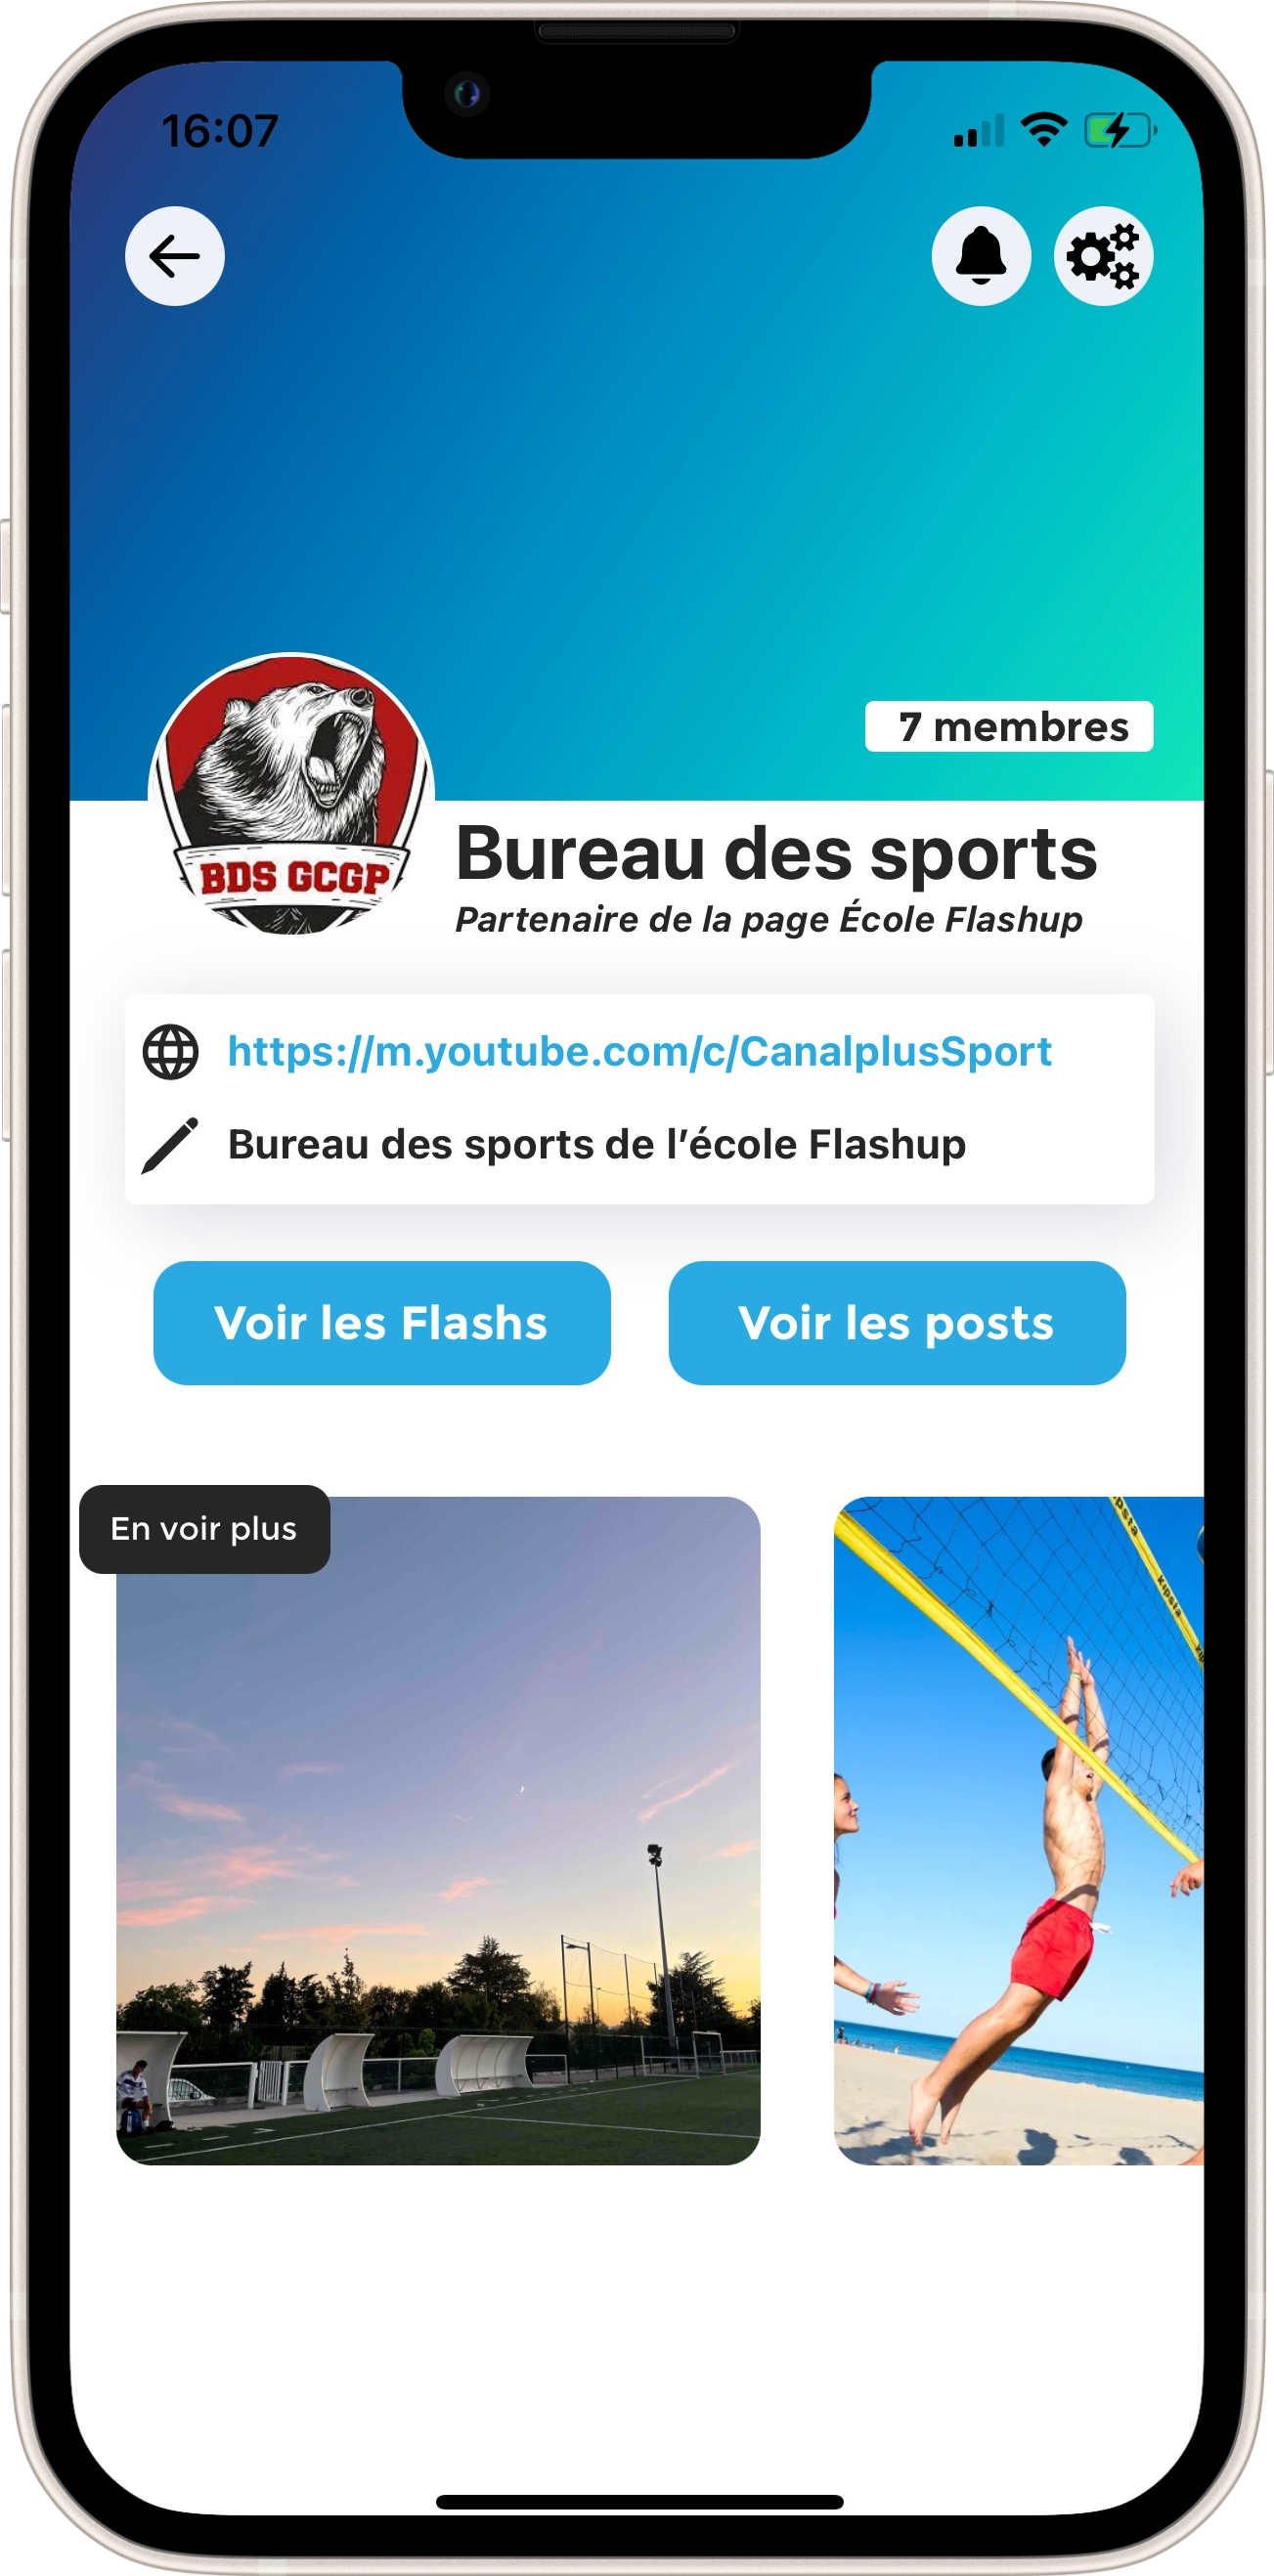 16:07
7 membres
BDS GCGP
Bureau des sports
Partenaire de la page École Flashup
https://m.youtube.com/c/CanalplusSport
Bureau des sports de l’école Flashup
Voir les Flashs
Voir les posts
En voir plus
kipsta